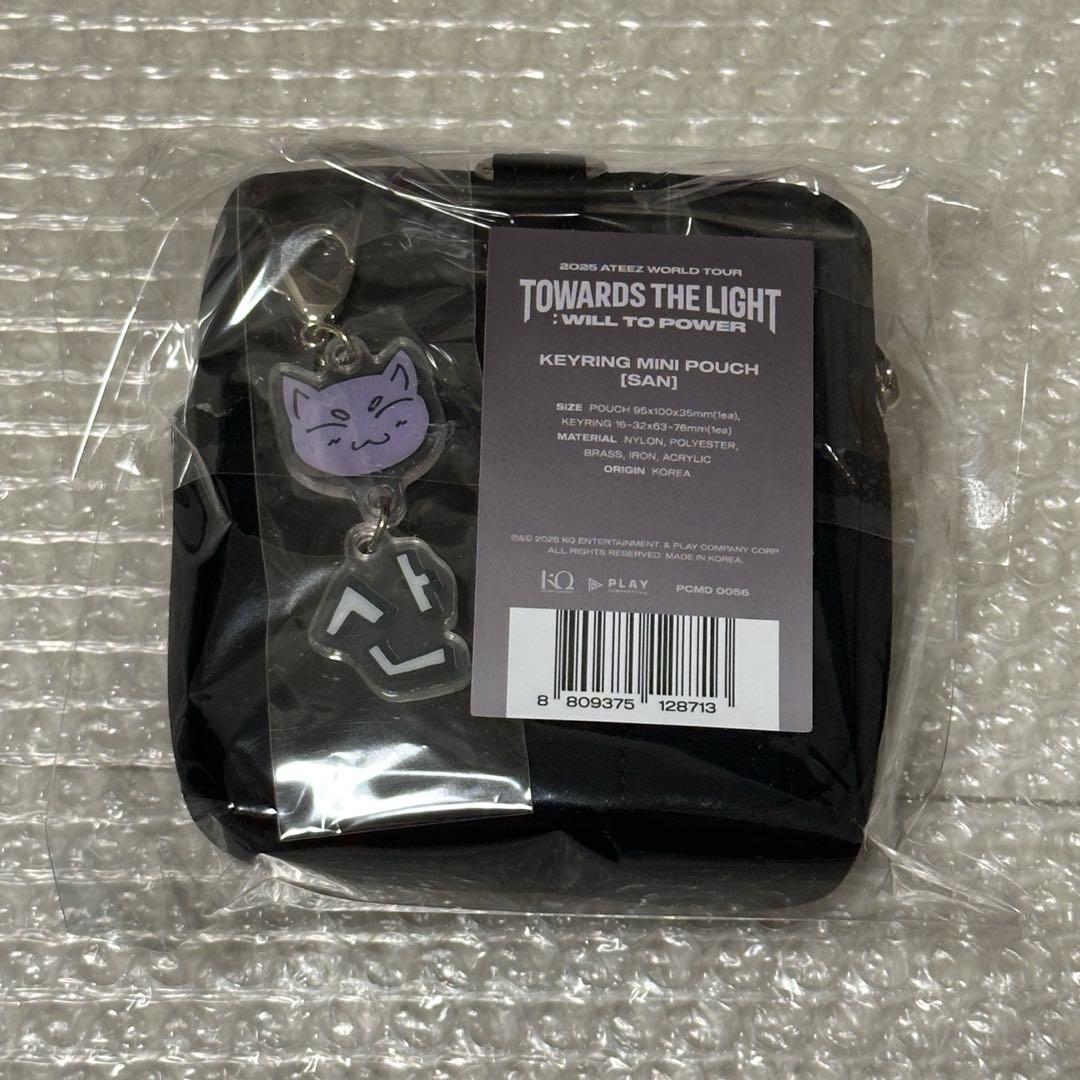 2025 ATEEZ WORLD TOUR
TOWARDS THE LIGHT
: WILL TO POWER
KEYRING MINI POUCH
[SAN]
SIZE POUCH 95x100x35mm(1ea),
KEYRING 16~32x63~76mm(1ea)
MATERIAL NYLON, POLYESTER,
BRASS, IRON, ACRYLIC
ORIGIN KOREA
℗&© 2025 KQ ENTERTAINMENT. & PLAY COMPANY CORP.
ALL RIGHTS RESERVED. MADE IN KOREA.
KQ PLAY PCMD 0056
8 809375 128713
산